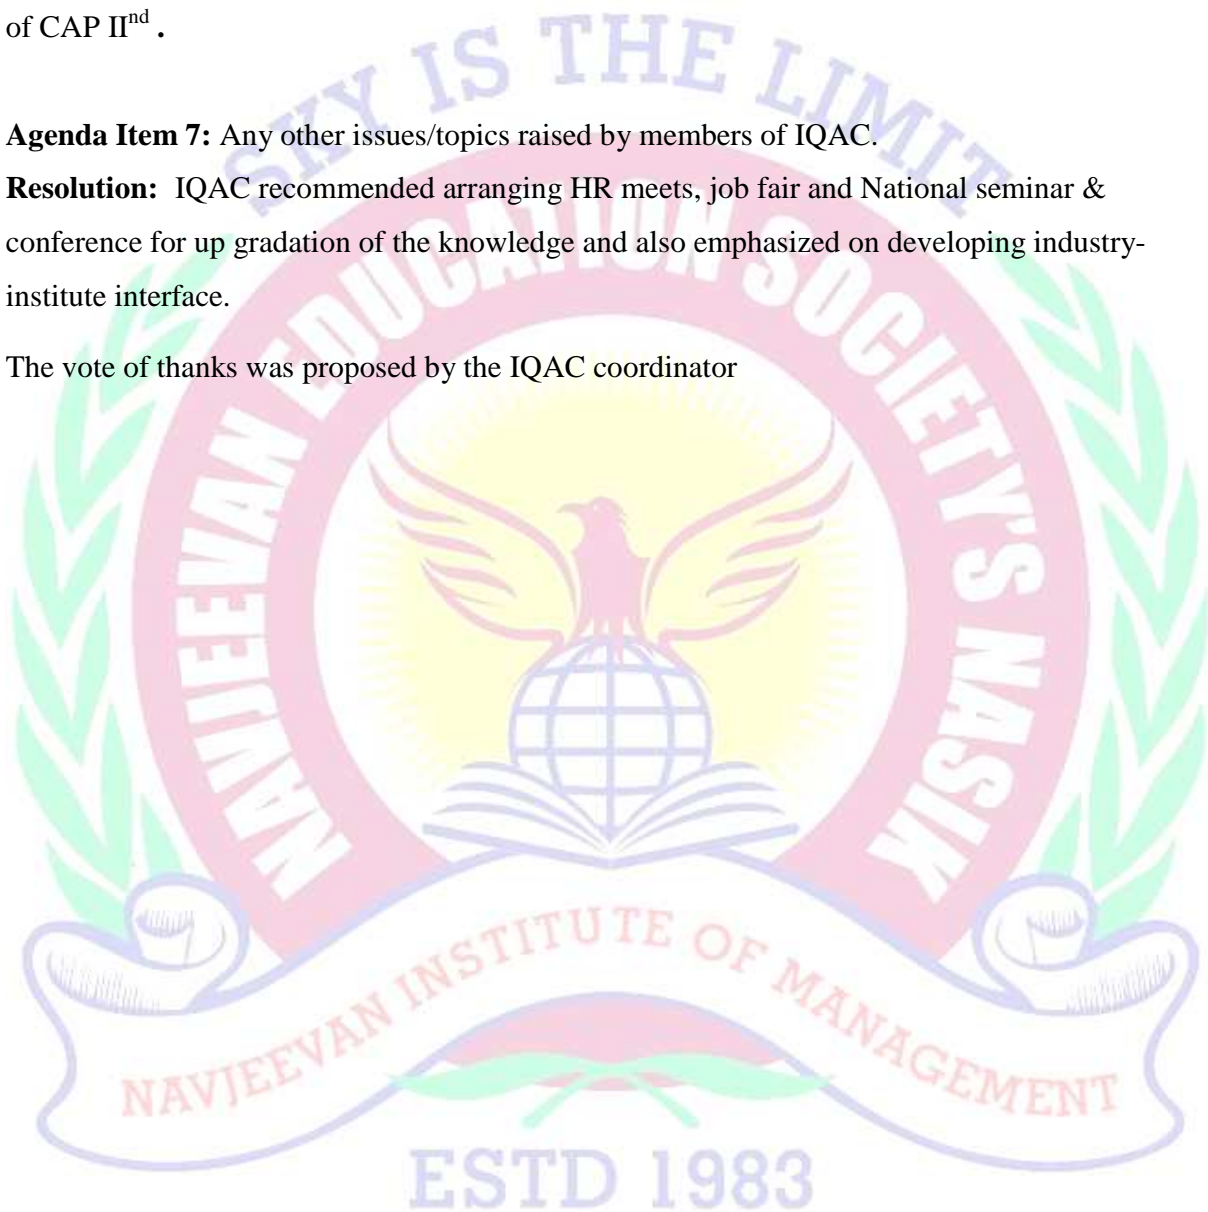 of CAP IInd .
Agenda Item 7: Any other issues/topics raised by members of IQAC.
Resolution: IQAC recommended arranging HR meets, job fair and National seminar &
conference for up gradation of the knowledge and also emphasized on developing industry-
institute interface.
The vote of thanks was proposed by the IQAC coordinator
SKY IS THE LIMIT
NAVJEEVAN EDUCATION SOCIETY'S NASIK
NAVJEEVAN INSTITUTE OF MANAGEMENT
ESTD 1983